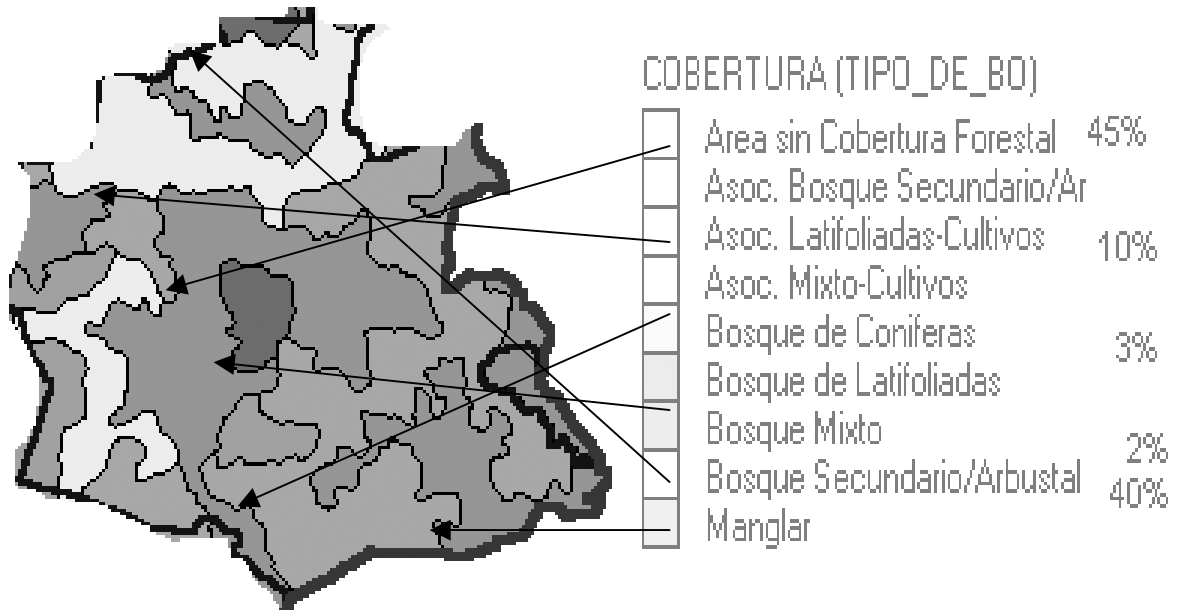 COBERTURA (TIPO_DE_BO)
Area sin Cobertura Forestal 45%
Asoc. Bosque Secundario/Ar
Asoc. Latifoliadas-Cultivos 10%
Asoc. Mixto-Cultivos
Bosque de Coniferas 3%
Bosque de Latifoliadas
Bosque Mixto 2%
Bosque Secundario/Arbustal 40%
Manglar